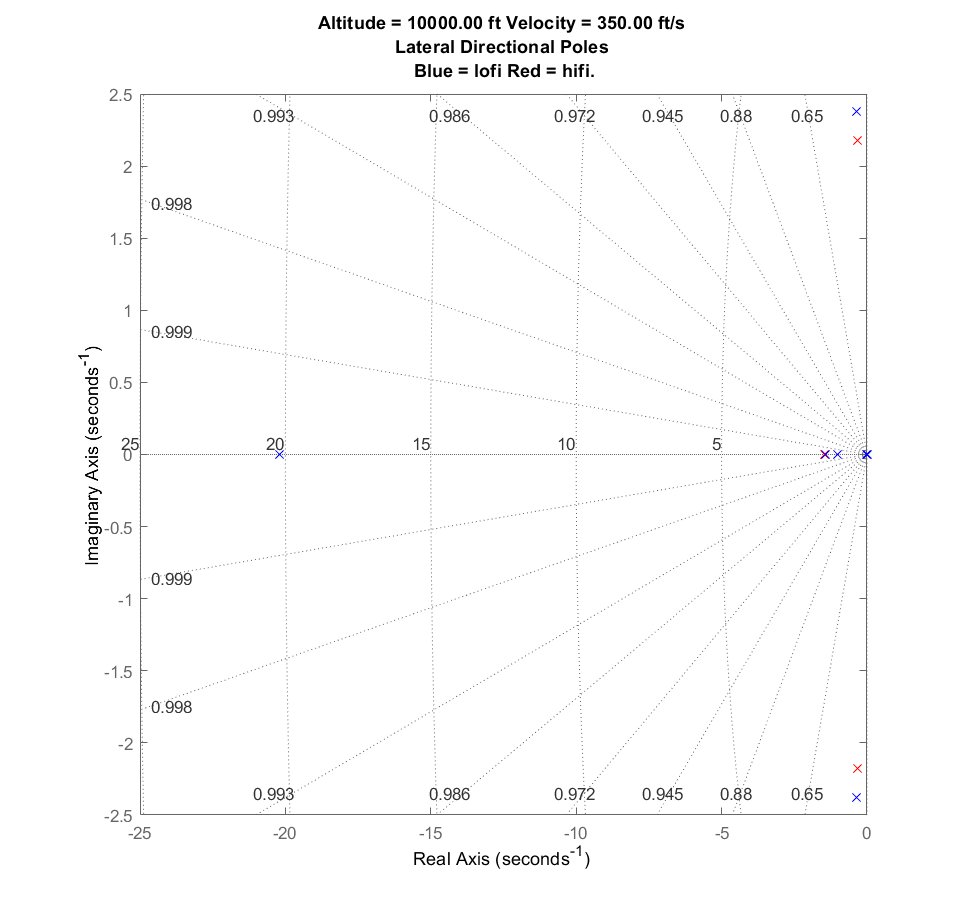 Altitude = 10000.00 ft Velocity = 350.00 ft/s
Lateral Directional Poles
Blue = lofi Red = hifi.
2.5
0.993 0.986 0.972 0.945 0.88 0.65
2
0.998
1.5
1
0.999
0.5
25 20 15 10 5
0
Imaginary Axis (seconds-1)
-0.5
0.999
-1
-1.5
0.998
-2
0.993 0.986 0.972 0.945 0.88 0.65
-2.5
-25 -20 -15 -10 -5 0
Real Axis (seconds-1)